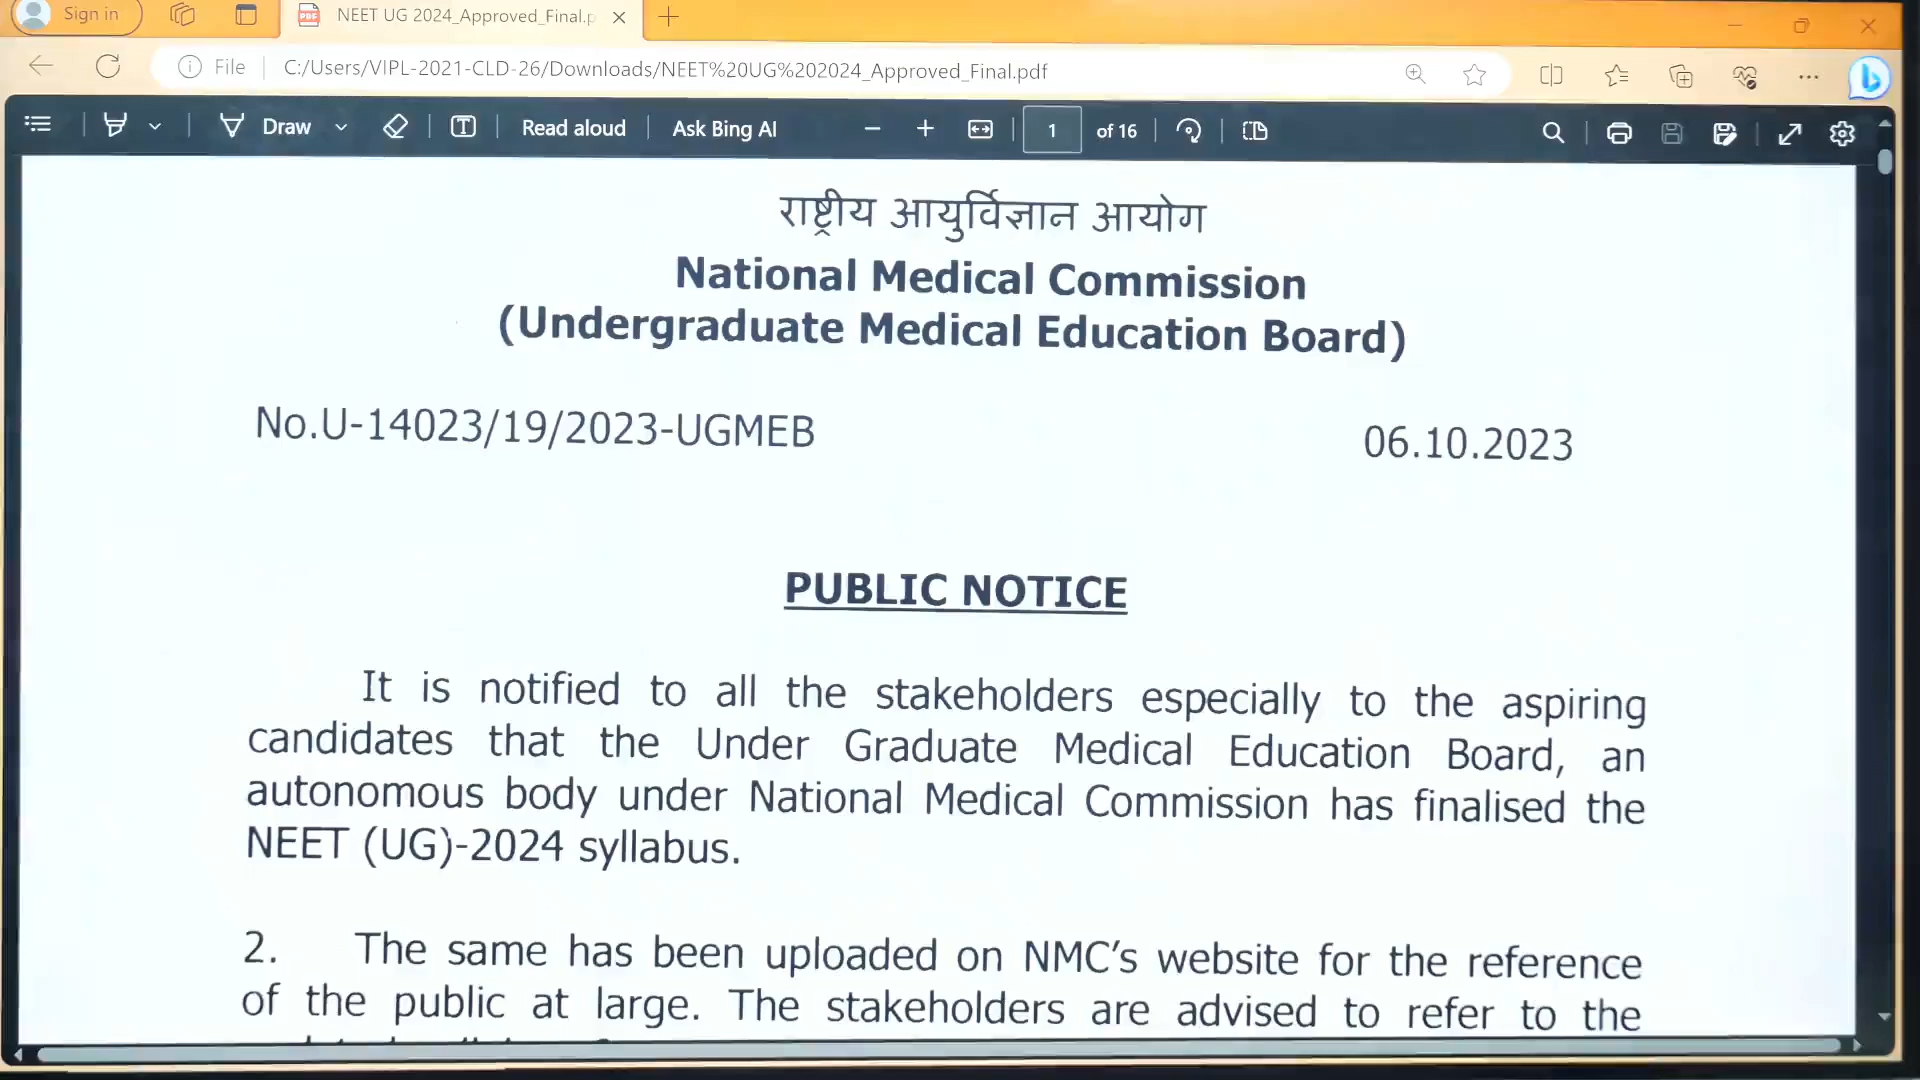 Sign in
NEET UG 2024_Approved_Final.p
File
C:/Users/VIPL-2021-CLD-26/Downloads/NEET%20UG%202024_Approved_Final.pdf
Draw
Read aloud
Ask Bing AI
1
of 16
राष्ट्रीय आयुर्विज्ञान आयोग
National Medical Commission
(Undergraduate Medical Education Board)
No.U-14023/19/2023-UGMEB
06.10.2023
PUBLIC NOTICE
It is notified to all the stakeholders especially to the aspiring
candidates that the Under Graduate Medical Education Board, an
autonomous body under National Medical Commission has finalised the
NEET (UG)-2024 syllabus.
2. The same has been uploaded on NMC's website for the reference
of the public at large. The stakeholders are advised to refer to the